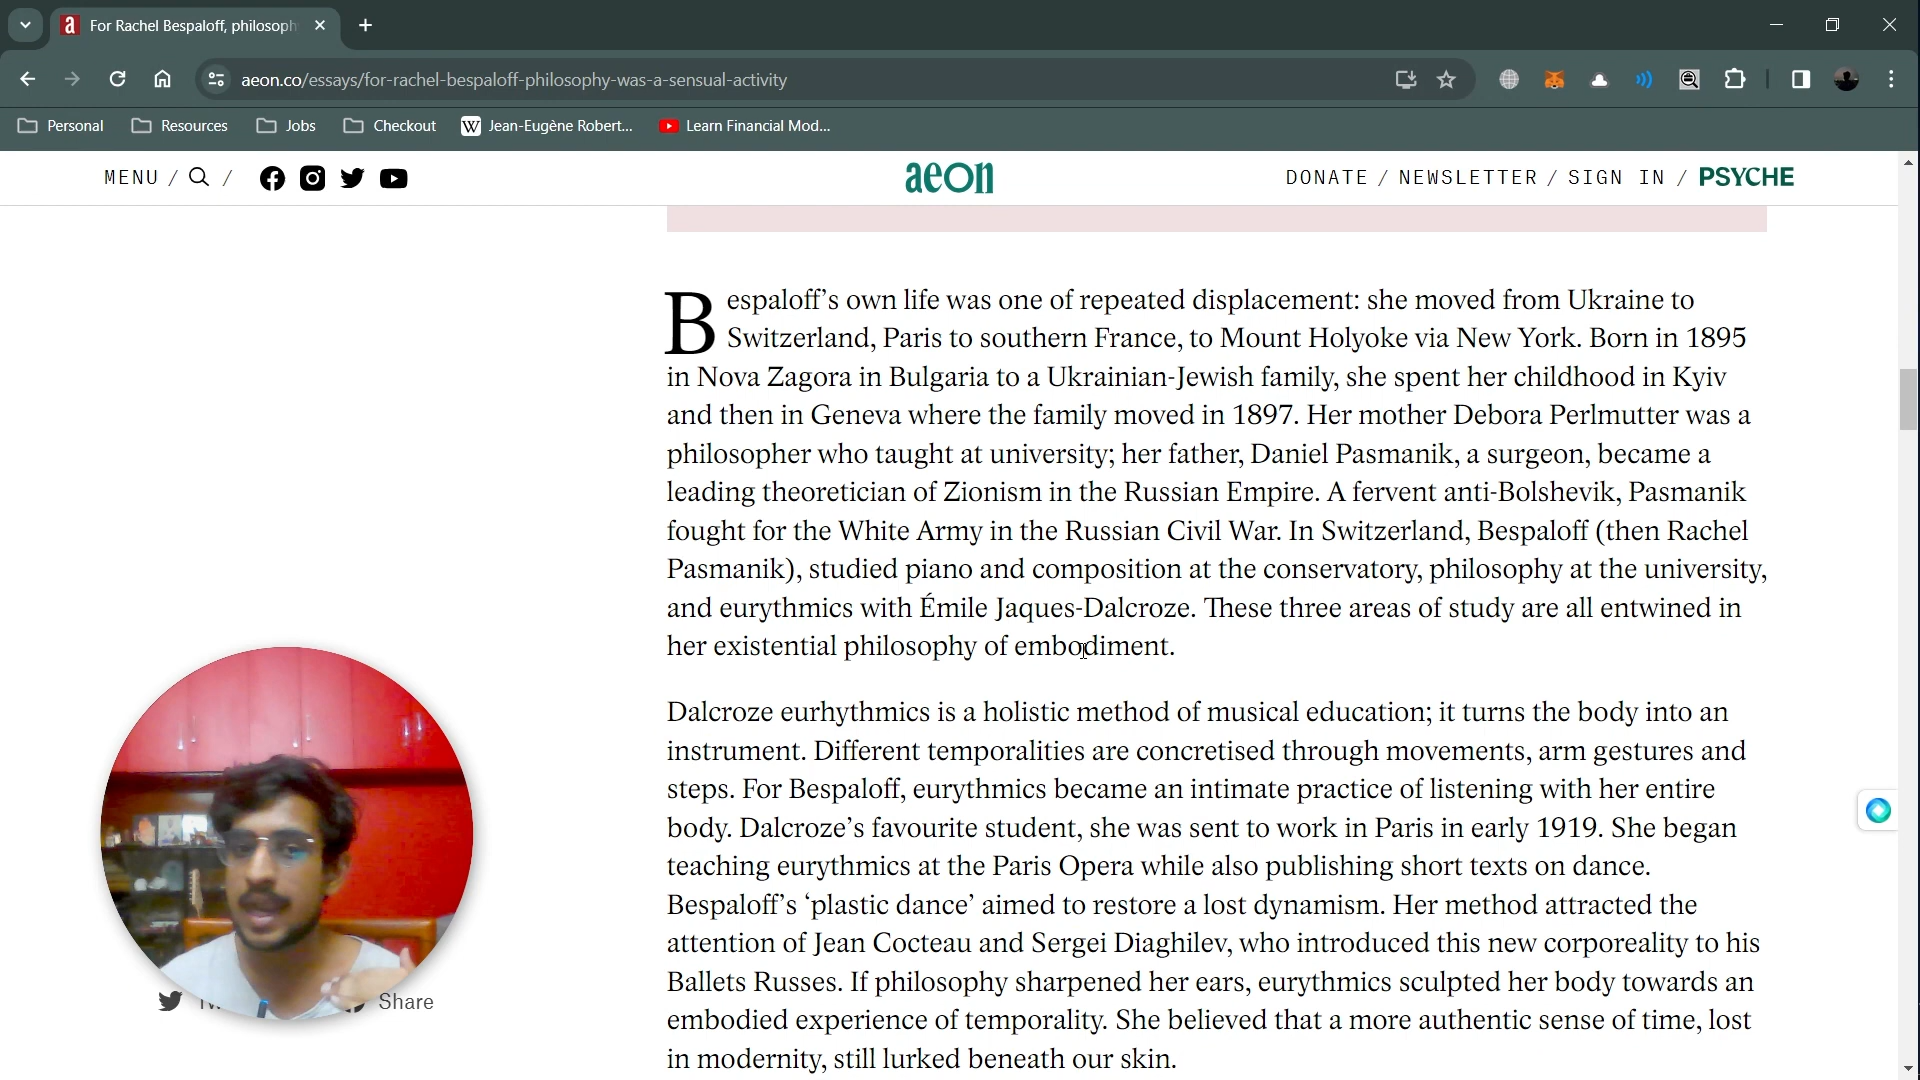 For Rachel Bespaloff, philosoph
aeon.co/essays/for-rachel-bespaloff-philosophy-was-a-sensual-activity
Personal Resources Jobs Checkout W Jean-Eugène Robert... Learn Financial Mod...
MENU / / aeon DONATE / NEWSLETTER / SIGN IN / PSYCHE
Bespaloff’s own life was one of repeated displacement: she moved from Ukraine to
Switzerland, Paris to southern France, to Mount Holyoke via New York. Born in 1895
in Nova Zagora in Bulgaria to a Ukrainian-Jewish family, she spent her childhood in Kyiv
and then in Geneva where the family moved in 1897. Her mother Debora Perlmutter was a
philosopher who taught at university; her father, Daniel Pasmanik, a surgeon, became a
leading theoretician of Zionism in the Russian Empire. A fervent anti-Bolshevik, Pasmanik
fought for the White Army in the Russian Civil War. In Switzerland, Bespaloff (then Rachel
Pasmanik), studied piano and composition at the conservatory, philosophy at the university,
and eurythmics with Émile Jaques-Dalcroze. These three areas of study are all entwined in
her existential philosophy of embodiment.
Dalcroze eurhythmics is a holistic method of musical education; it turns the body into an
instrument. Different temporalities are concretised through movements, arm gestures and
steps. For Bespaloff, eurythmics became an intimate practice of listening with her entire
body. Dalcroze’s favourite student, she was sent to work in Paris in early 1919. She began
teaching eurythmics at the Paris Opera while also publishing short texts on dance.
Bespaloff’s ‘plastic dance’ aimed to restore a lost dynamism. Her method attracted the
attention of Jean Cocteau and Sergei Diaghilev, who introduced this new corporeality to his
Ballets Russes. If philosophy sharpened her ears, eurythmics sculpted her body towards an
embodied experience of temporality. She believed that a more authentic sense of time, lost
in modernity, still lurked beneath our skin.
Share